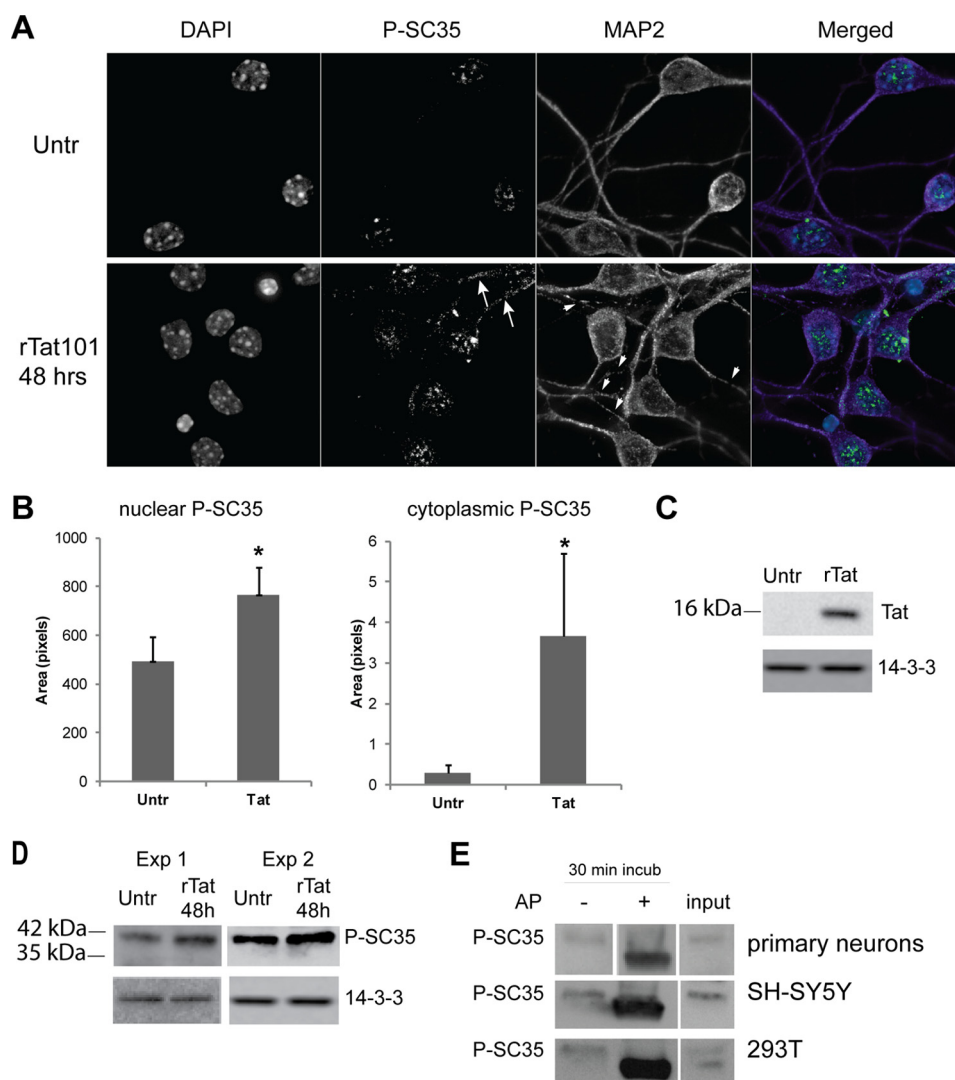 A
DAPI P-SC35 MAP2 Merged
Untr
rTat101
48 hrs
B
nuclear P-SC35
1000
800
600
400
200
0
Area (pixels)
*
Untr Tat
cytoplasmic P-SC35
6
5
4
3
2
1
0
Area (pixels)
*
Untr Tat
C
Untr rTat
16 kDa
Tat
14-3-3
D
Exp 1 Exp 2
Untr rTat 48h Untr rTat 48h
42 kDa
35 kDa
P-SC35
14-3-3
E
30 min incub
AP - + input
P-SC35 primary neurons
P-SC35 SH-SY5Y
P-SC35 293T